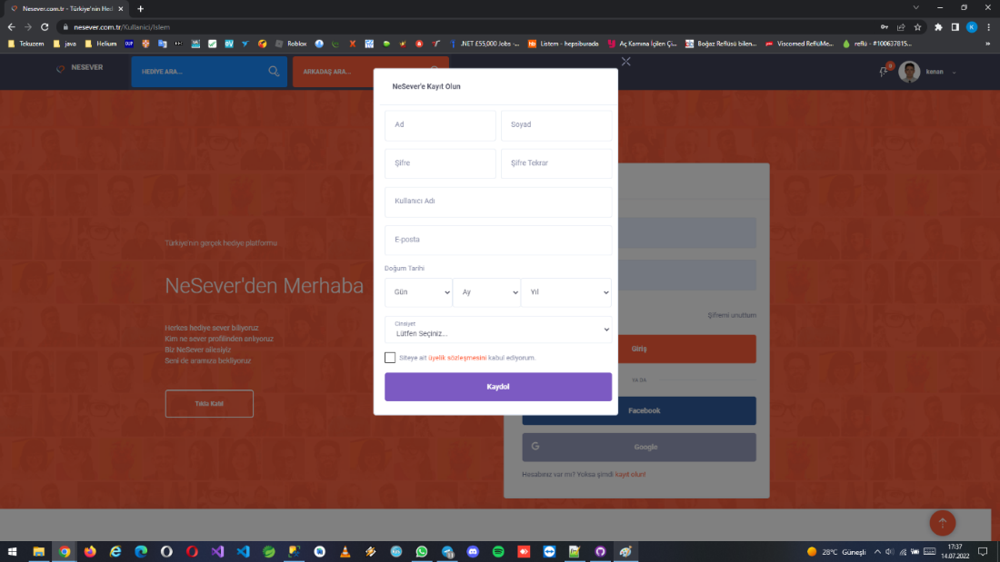 Nesever.com.tr - Türkiye'nin Hed
nesever.com.tr/Kullanici/Islem
K
Tekuzem
java
Helium
Roblox
.NET £55,000 Jobs -...
Listem - hepsiburada
Aç Karnına İçilen Çi...
Boğaz Reflüsü bilen...
Viscomed ReflüMe...
reflü - #100637815...
»
NESEVER
HEDİYE ARA...
ARKADAŞ ARA...
0
kenan
NeSever'e Kayıt Olun
Ad
Soyad
Şifre
Şifre Tekrar
Kullanıcı Adı
E-posta
Doğum Tarihi
Gün
Ay
Yıl
Cinsiyet
Lütfen Seçiniz...
Siteye ait üyelik sözleşmesini kabul ediyorum.
Kaydol
Türkiye'nin gerçek hediye platformu
NeSever'den Merhaba
Herkes hediye sever biliyoruz
Kim ne sever profilinden anlıyoruz
Biz NeSever ailesiyiz
Seni de aramıza bekliyoruz
Tıkla Katıl
Şifremi unuttum
Giriş
YA DA
Facebook
G
Google
Hesabınız var mı? Yoksa şimdi kayıt olun!
28°C Güneşli
17:37
14.07.2022